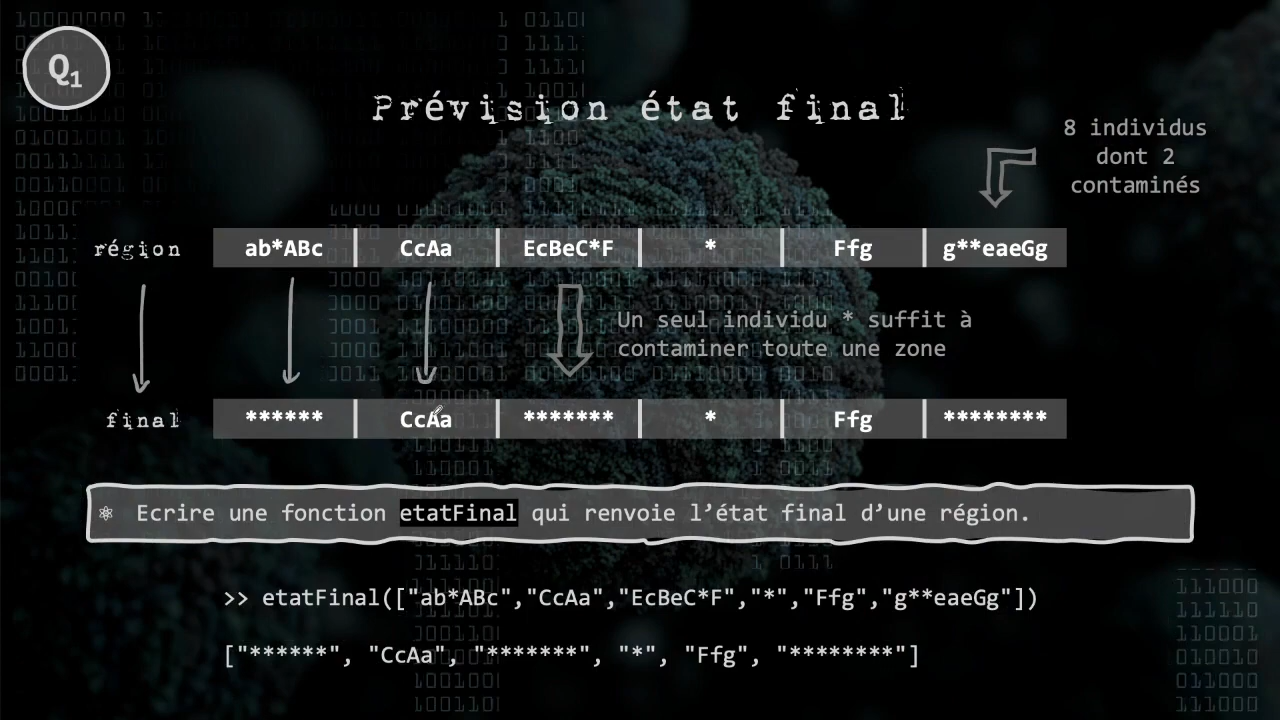 Q1
Prévision état final
8 individus
dont 2
contaminés
région ab*ABc CcAa EcBeC*F * Ffg g**eaeGg
Un seul individu * suffit à
contaminer toute une zone
final ****** CcAa ******* * Ffg ********
Ecrire une fonction etatFinal qui renvoie l’état final d’une région.
>> etatFinal(["ab*ABc","CcAa","EcBeC*F","*","Ffg","g**eaeGg"])
["******", "CcAa", "*******", "*", "Ffg", "********"]